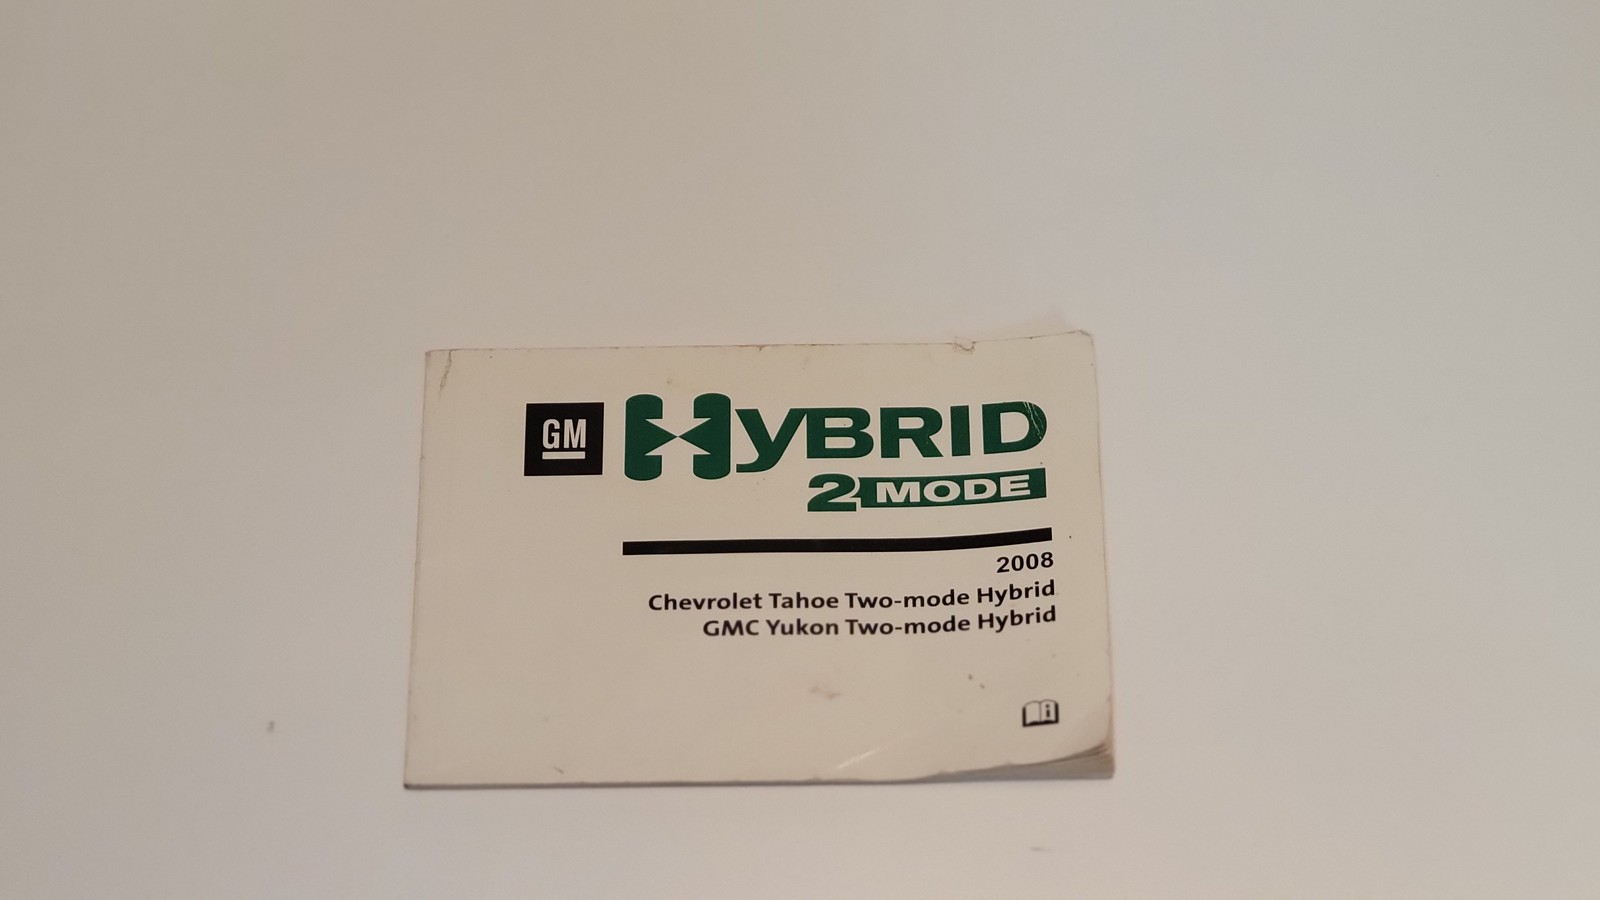 GM
HYBRID
2 MODE
2008
Chevrolet Tahoe Two-mode Hybrid
GMC Yukon Two-mode Hybrid
i